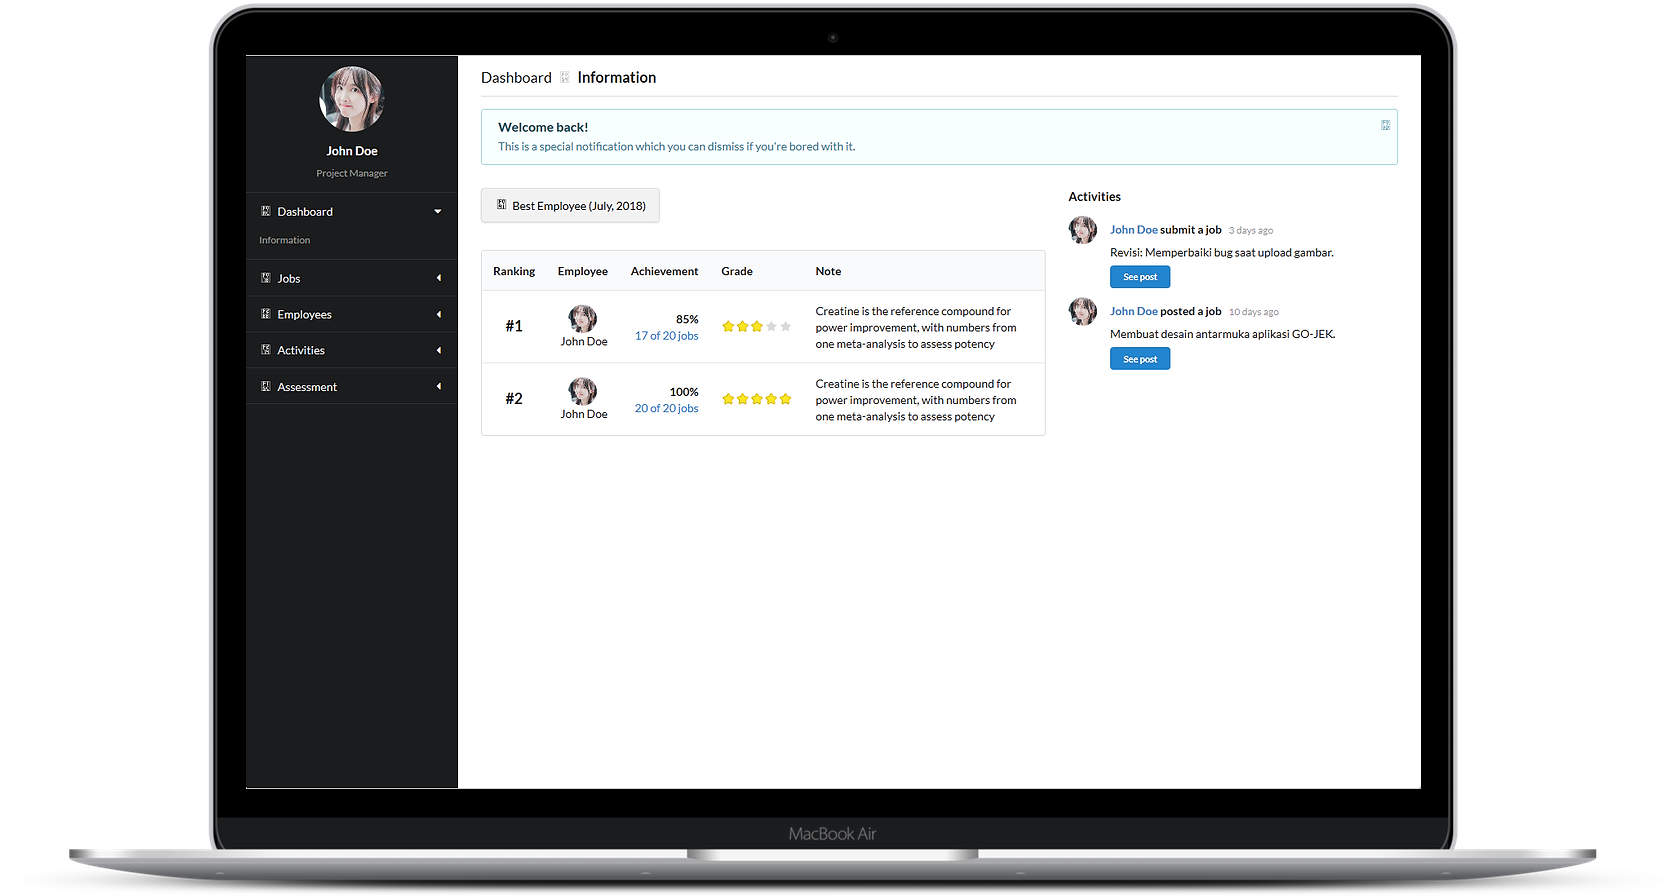 John Doe
Project Manager
Dashboard
Information
Jobs
Employees
Activities
Assessment
Dashboard Information
Welcome back!
This is a special notification which you can dismiss if you're bored with it.
Best Employee (July, 2018)
Ranking Employee Achievement Grade Note
#1
John Doe
85%
17 of 20 jobs
Creatine is the reference compound for
power improvement, with numbers from
one meta-analysis to assess potency
#2
John Doe
100%
20 of 20 jobs
Creatine is the reference compound for
power improvement, with numbers from
one meta-analysis to assess potency
Activities
John Doe submit a job 3 days ago
Revisi: Memperbaiki bug saat upload gambar.
See post
John Doe posted a job 10 days ago
Membuat desain antarmuka aplikasi GO-JEK.
See post
MacBook Air